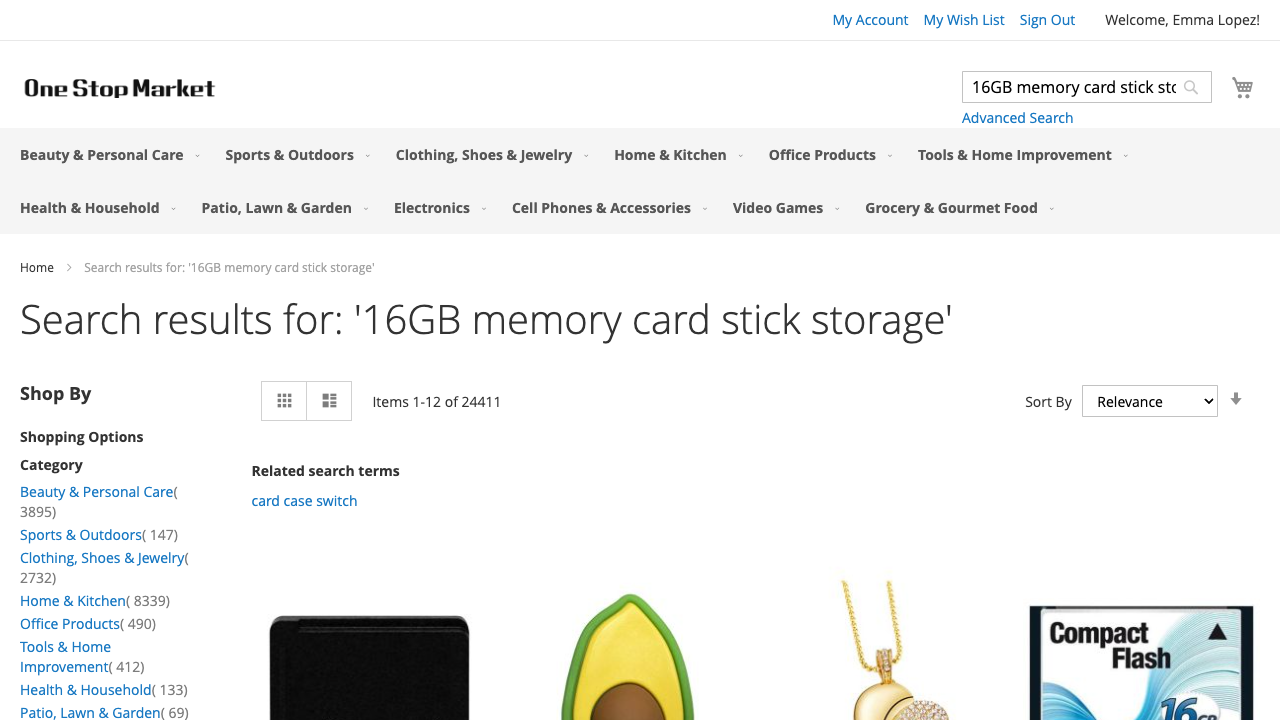 My Account My Wish List Sign Out Welcome, Emma Lopez!
One Stop Market
16GB memory card stick sto
Advanced Search
Beauty & Personal Care Sports & Outdoors Clothing, Shoes & Jewelry Home & Kitchen Office Products Tools & Home Improvement
Health & Household Patio, Lawn & Garden Electronics Cell Phones & Accessories Video Games Grocery & Gourmet Food
Home Search results for: '16GB memory card stick storage'
Search results for: '16GB memory card stick storage'
Shop By
Items 1-12 of 24411
Sort By Relevance
Shopping Options
Category
Beauty & Personal Care( 
3895)
Sports & Outdoors( 147)
Clothing, Shoes & Jewelry( 
2732)
Home & Kitchen( 8339)
Office Products( 490)
Tools & Home
Improvement( 412)
Health & Household( 133)
Patio, Lawn & Garden( 69)
Related search terms
card case switch
Compact
Flash
16GB